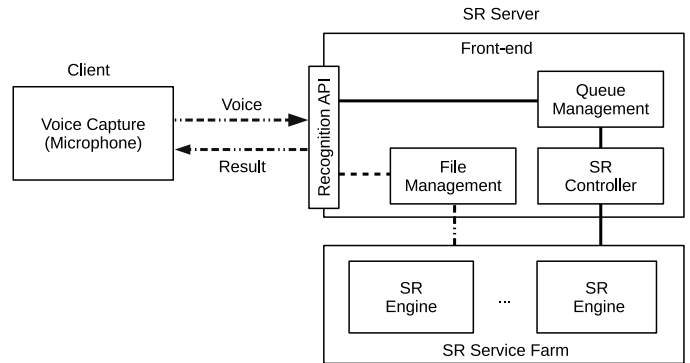 SR Server
Front-end
Client
Voice Capture
(Microphone)
Voice
Result
Recognition API
Queue
Management
File
Management
SR
Controller
SR
Engine
...
SR
Engine
SR Service Farm